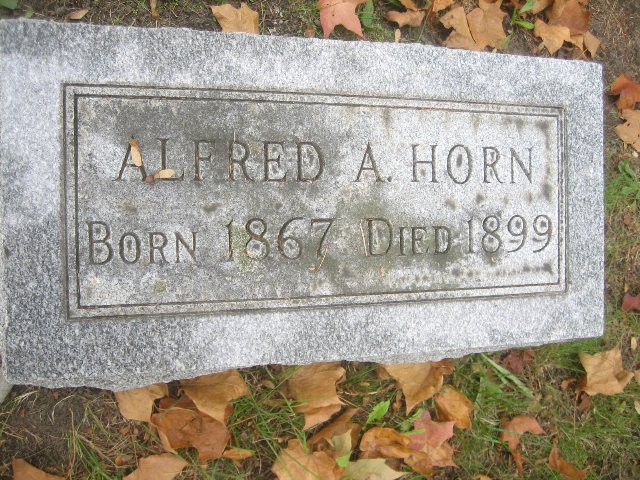 ALFRED A. HORN
BORN 1867 DIED 1899